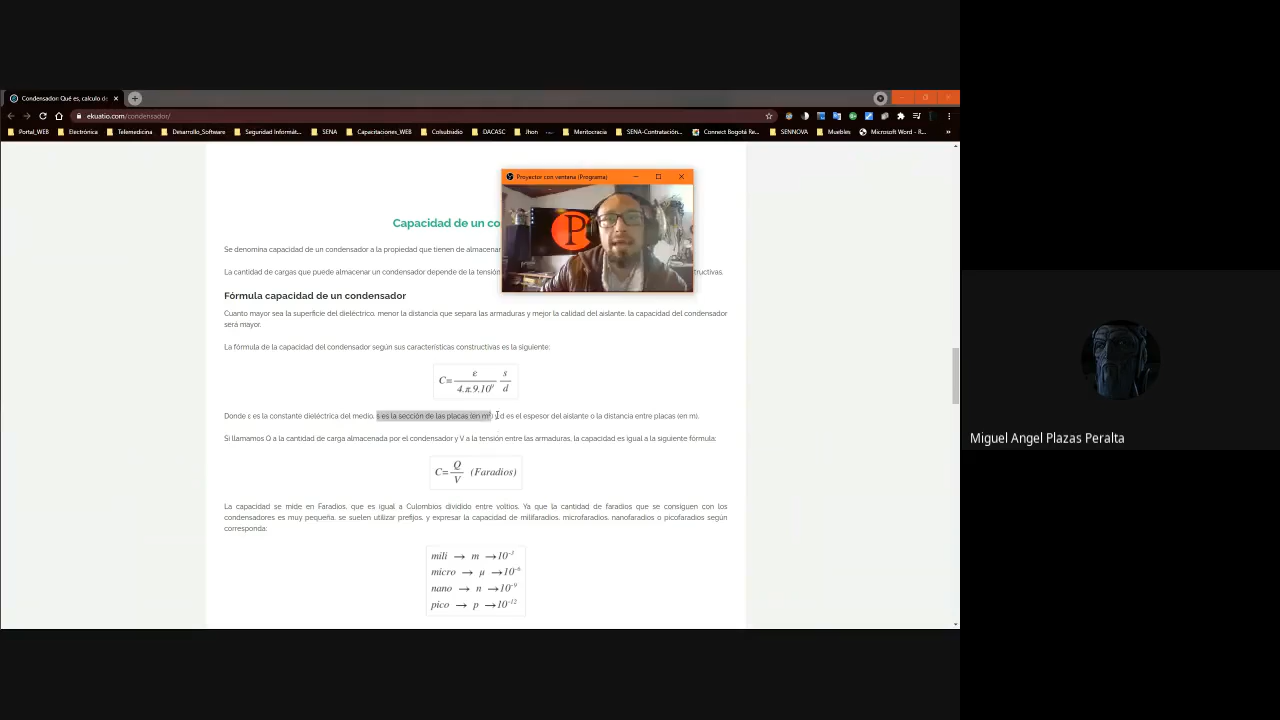 Condensador: Qué es, calculo de
ekuatio.com/condensador/
Portal_WEB Electrónica Telemedicina Desarrollo_Software Seguridad Informát... SENA Capacitaciones_WEB Colsubsidio DACASC Jhon ... Meritocracia SENA-Contratación... Connect Bogotá Re... SENNOVA Muebles Microsoft Word - R... »
Proyector con ventana (Programa)
P
Capacidad de un co
Se denomina capacidad de un condensador a la propiedad que tienen de almacenar
La cantidad de cargas que puede almacenar un condensador depende de la tensión
tructivas.
Fórmula capacidad de un condensador
Cuanto mayor sea la superficie del dieléctrico, menor la distancia que separa las armaduras y mejor la calidad del aislante, la capacidad del condensador
será mayor.
La fórmula de la capacidad del condensador según sus características constructivas es la siguiente:
C= ε / 4.π.9.10⁹ s / d
Donde ε es la constante dieléctrica del medio, s es la sección de las placas (en m²) y d es el espesor del aislante o la distancia entre placas (en m).
Si llamamos Q a la cantidad de carga almacenada por el condensador y V a la tensión entre las armaduras, la capacidad es igual a la siguiente fórmula:
C= Q / V (Faradios)
La capacidad se mide en Faradios, que es igual a Culombios dividido entre voltios. Ya que la cantidad de faradios que se consiguen con los
condensadores es muy pequeña, se suelen utilizar prefijos, y expresar la capacidad de milifaradios, microfaradios, nanofaradios o picofaradios según
corresponda:
mili → m →10⁻³
micro → μ →10⁻⁶
nano → n →10⁻⁹
pico → p →10⁻¹²
Miguel Angel Plazas Peralta